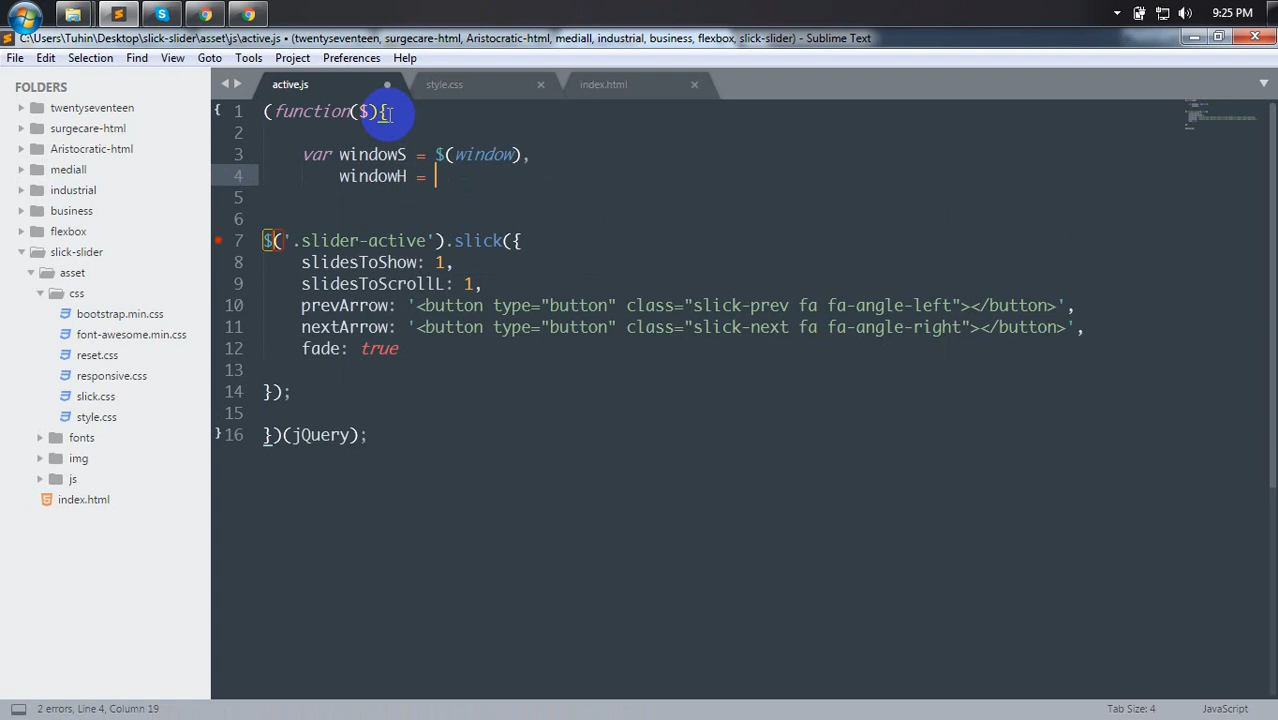 9:25 PM
C:\Users\Tuhin\Desktop\slick-slider\asset\js\active.js • (twentyseventeen, surgecare-html, Aristocratic-html, mediall, industrial, business, flexbox, slick-slider) - Sublime Text
File Edit Selection Find View Goto Tools Project Preferences Help
FOLDERS
twentyseventeen
surgecare-html
Aristocratic-html
mediall
industrial
business
flexbox
slick-slider
asset
css
bootstrap.min.css
font-awesome.min.css
reset.css
responsive.css
slick.css
style.css
fonts
img
js
index.html
active.js style.css index.html
1 (function($){
2
3 var windowS = $(window),
4 windowH =
5
6
7 $('.slider-active').slick({
8 slidesToShow: 1,
9 slidesToScrollL: 1,
10 prevArrow: '<button type="button" class="slick-prev fa fa-angle-left"></button>',
11 nextArrow: '<button type="button" class="slick-next fa fa-angle-right"></button>',
12 fade: true
13
14 });
15
16 })(jQuery);
2 errors, Line 4, Column 19 Tab Size: 4 JavaScript